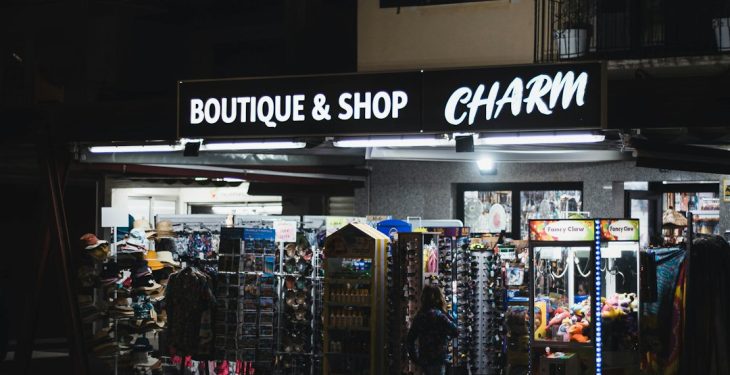 BOUTIQUE & SHOP CHARM
Fancy Claw Fancy Claw